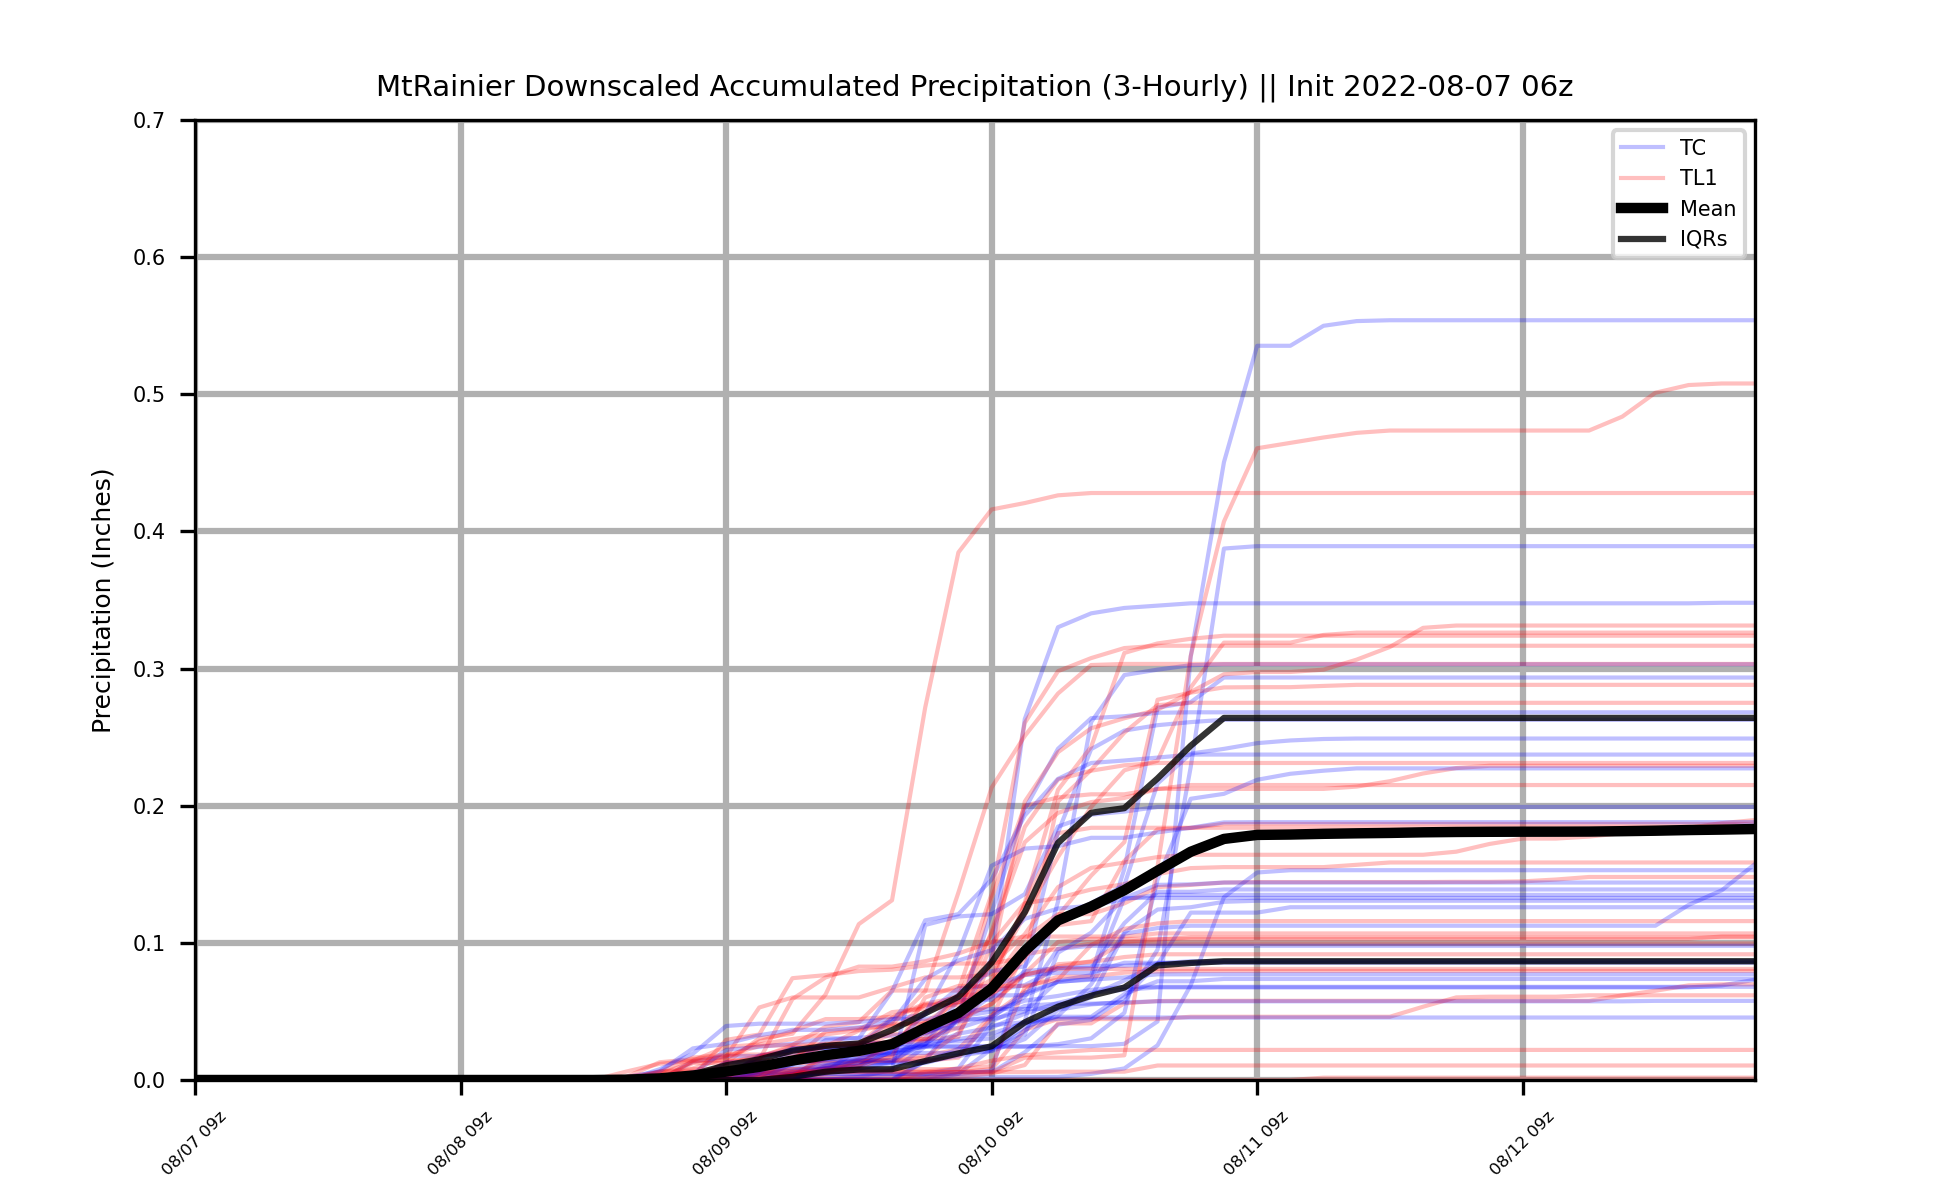 MtRainier Downscaled Accumulated Precipitation (3-Hourly) || Init 2022-08-07 06z
0.7
0.6
0.5
0.4
0.3
0.2
0.1
0.0
Precipitation (Inches)
TC
TL1
Mean
IQRs
08/07 09z
08/08 09z
08/09 09z
08/10 09z
08/11 09z
08/12 09z